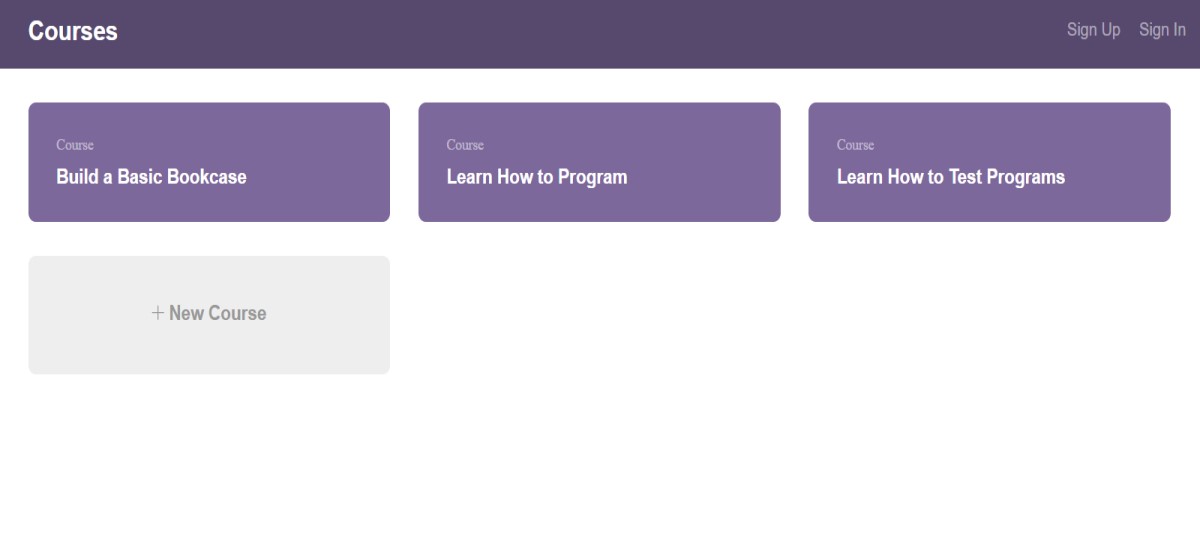 Courses
Sign Up Sign In
Course
Build a Basic Bookcase
Course
Learn How to Program
Course
Learn How to Test Programs
+ New Course